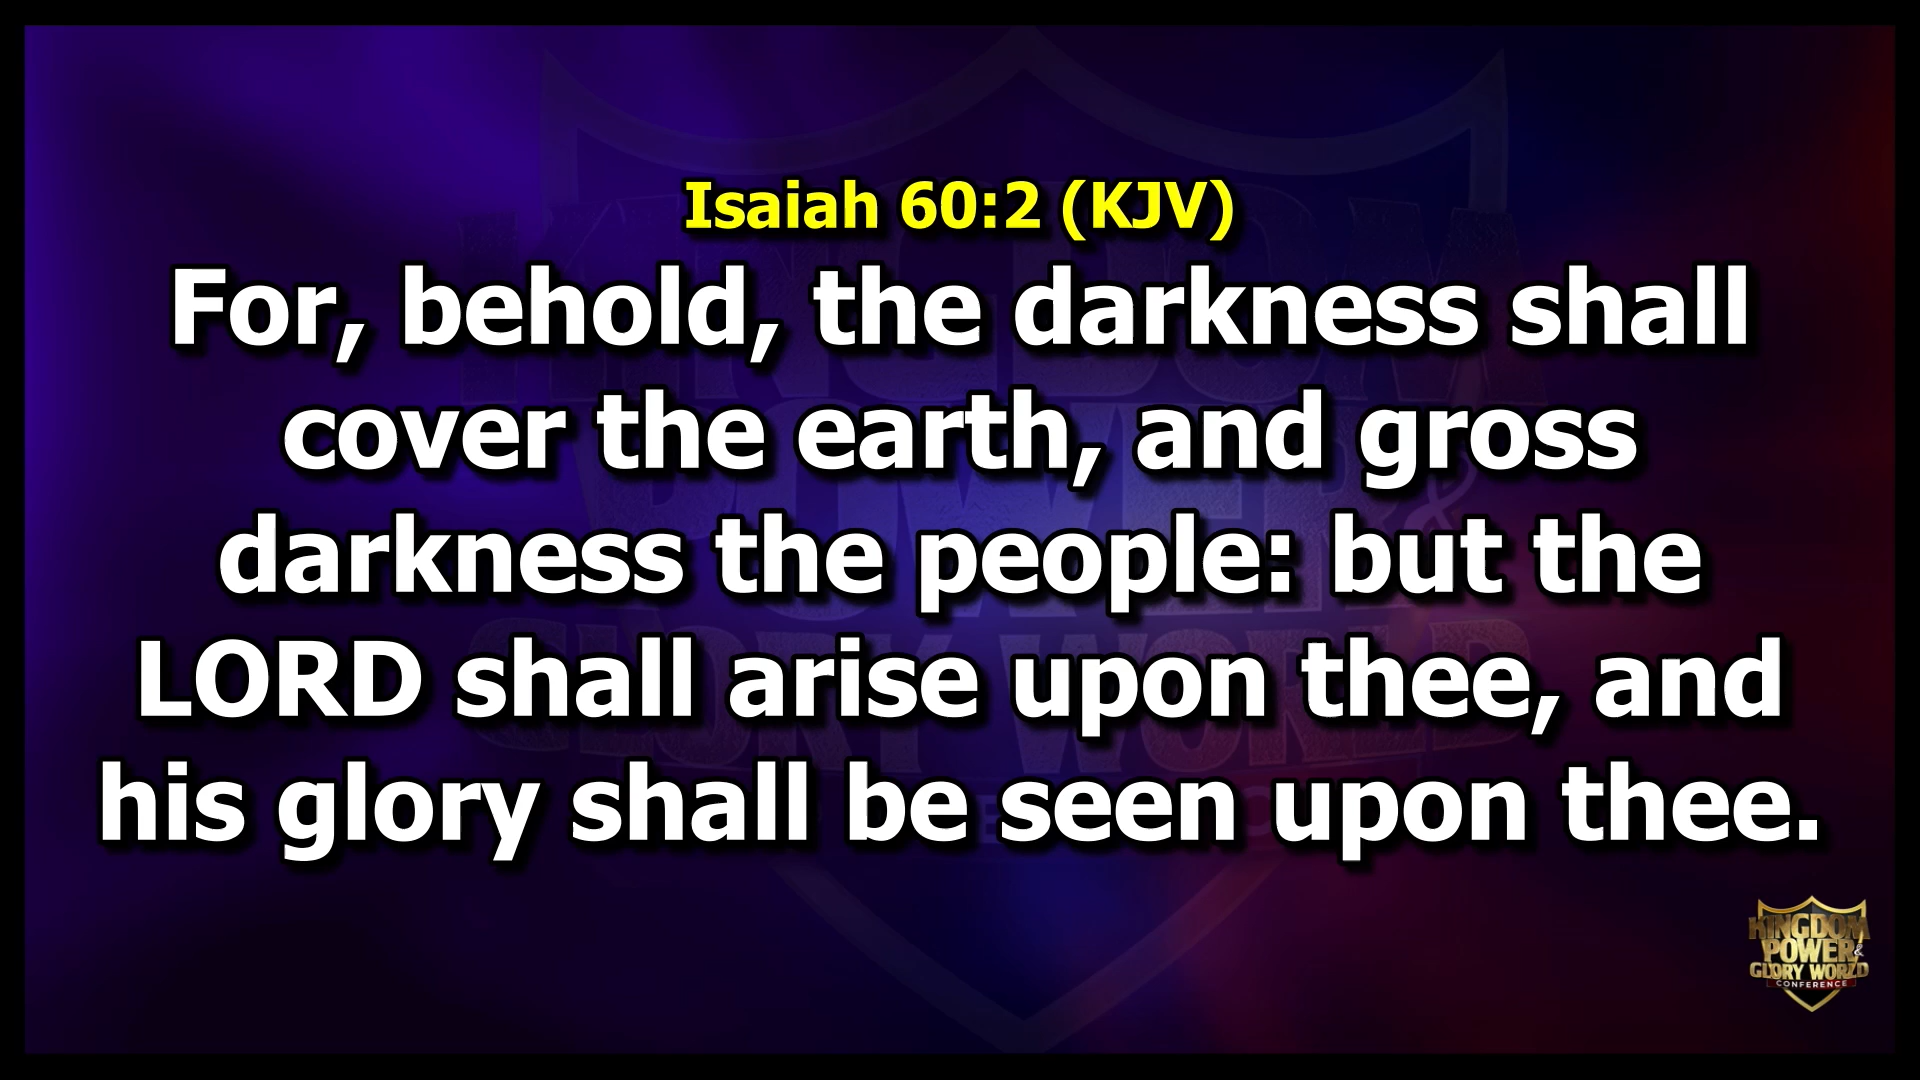 Isaiah 60:2 (KJV)
For, behold, the darkness shall
cover the earth, and gross
darkness the people: but the
LORD shall arise upon thee, and
his glory shall be seen upon thee.
KINGDOM
POWER &
GLORY WORLD
CONFERENCE